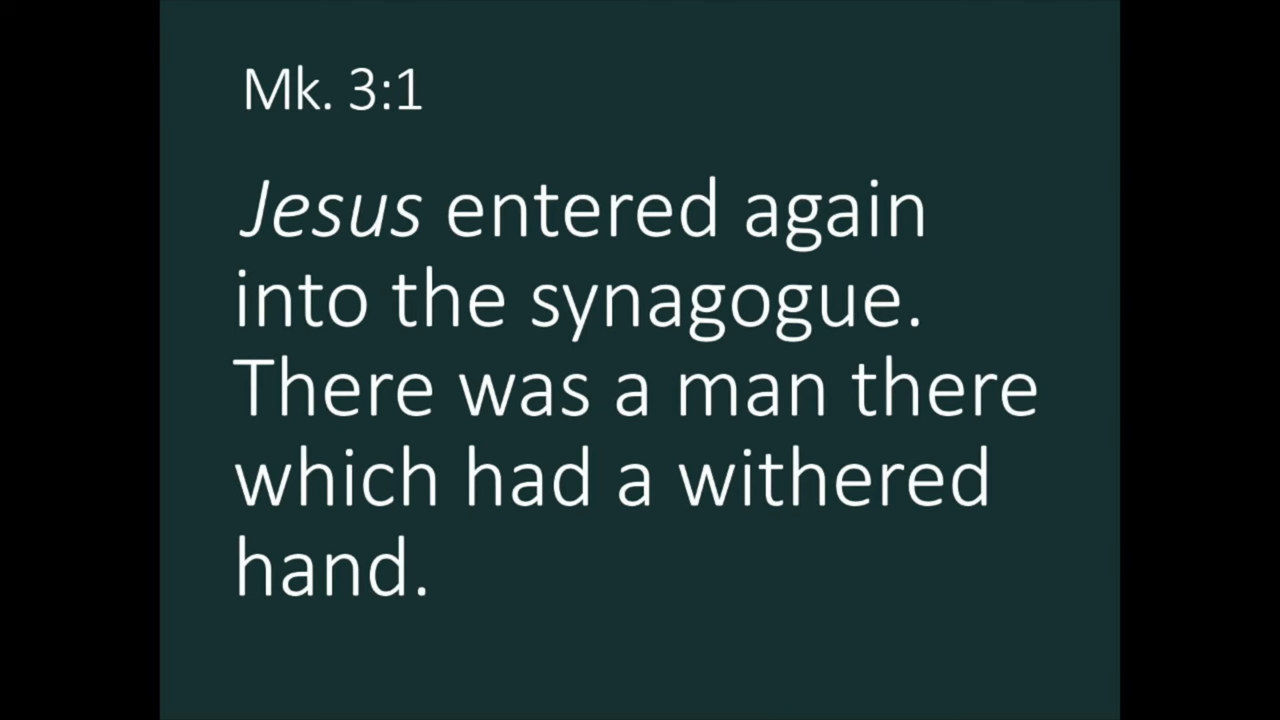 Mk. 3:1
Jesus entered again
into the synagogue.
There was a man there
which had a withered
hand.